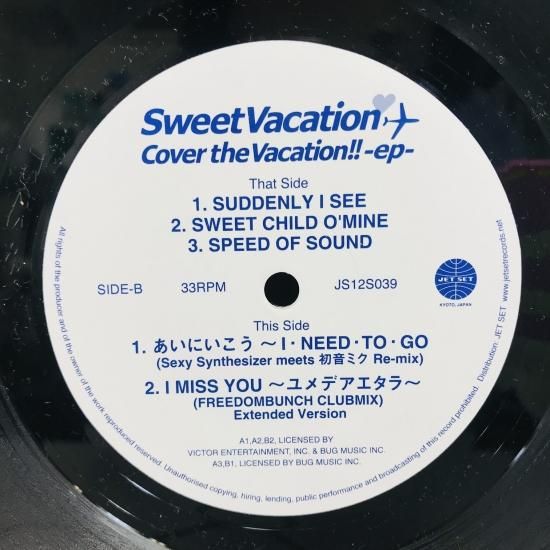 SweetVacation
Cover the Vacation!! -ep-
That Side
1. SUDDENLY I SEE
2. SWEET CHILD O'MINE
3. SPEED OF SOUND
SIDE-B 33RPM JS12S039
JET SET
KYOTO, JAPAN
This Side
1. あいにいこう ～I・NEED・TO・GO
(Sexy Synthesizer meets 初音ミク Re-mix)
2. I MISS YOU ～ユメデアエタラ～
(FREEDOMBUNCH CLUBMIX)
Extended Version
A1,A2,B2, LICENSED BY
VICTOR ENTERTAINMENT, INC. & BUG MUSIC INC.
A3,B1, LICENSED BY BUG MUSIC INC.
All rights of the producer and of the owner of the work reproduced reserved. Unauthorised copying, hiring, lending, public performance and broadcasting of this record prohibited. Distribution: JET SET www.jetsetrecords.net